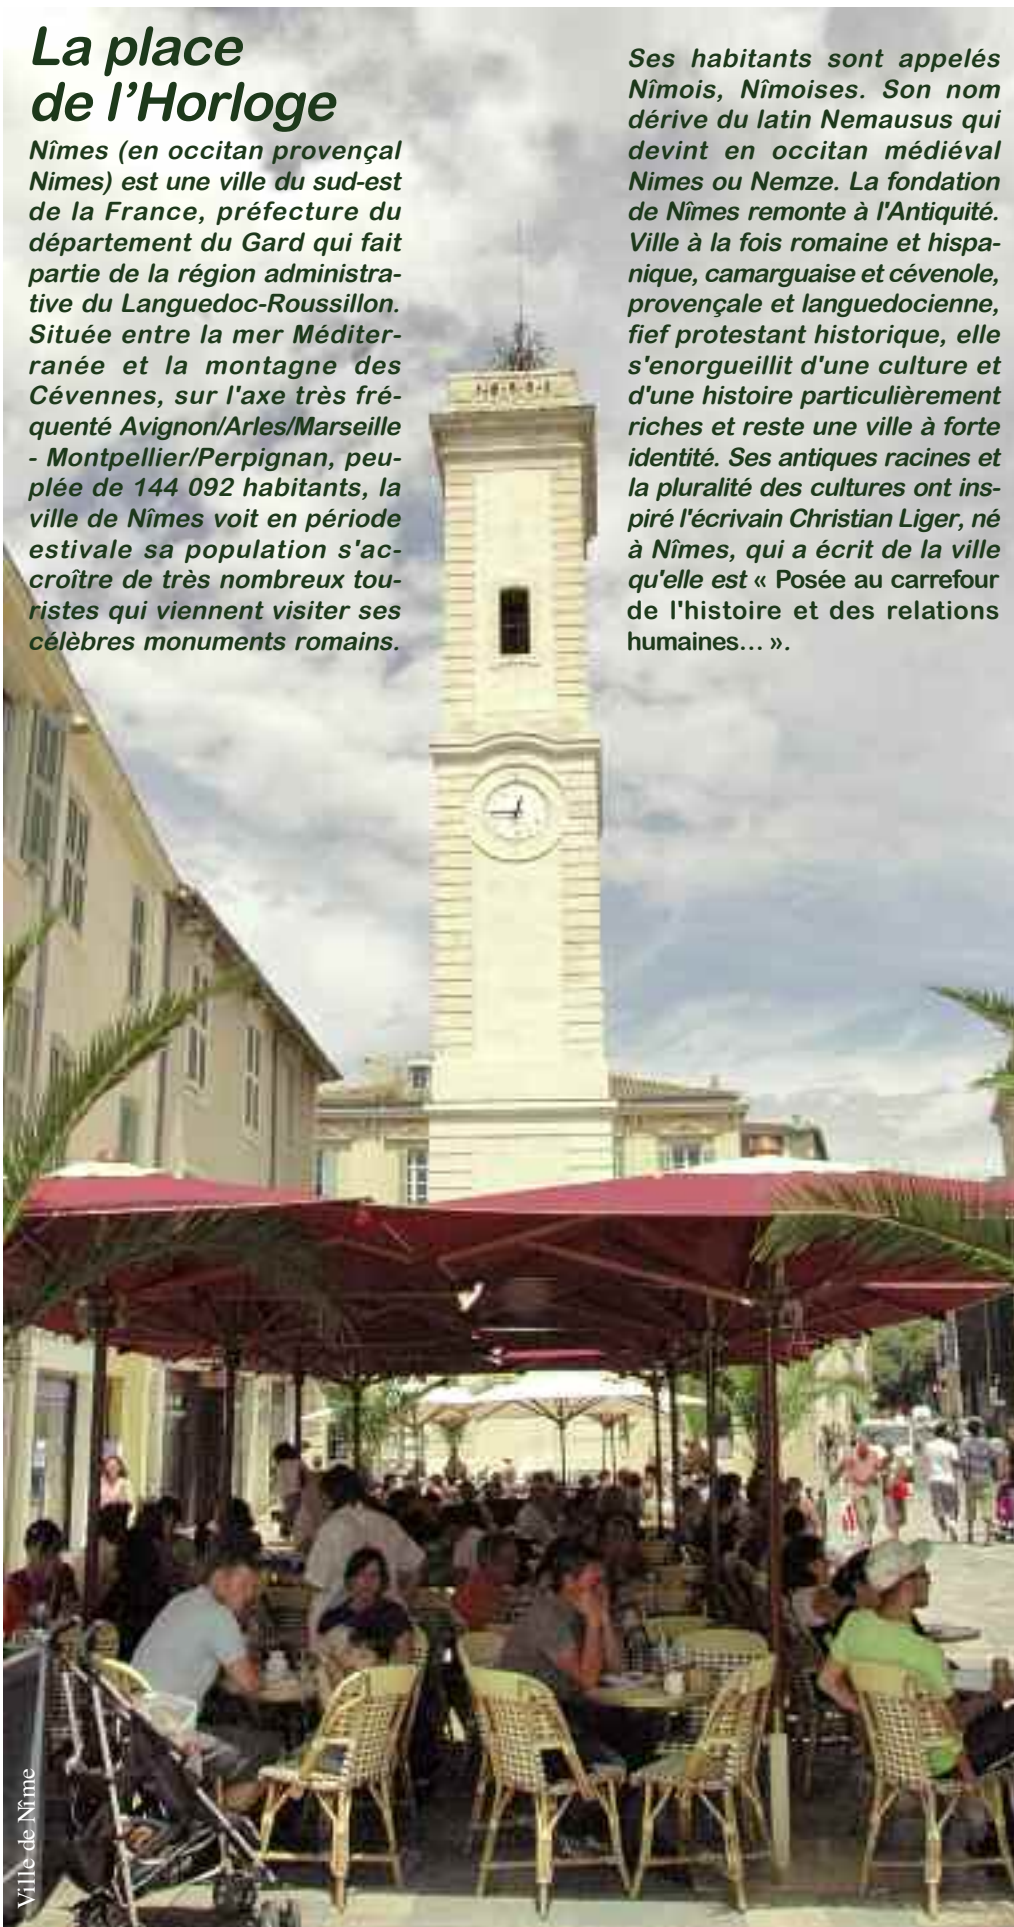 La place
de l’Horloge
Nîmes (en occitan provençal
Nimes) est une ville du sud-est
de la France, préfecture du
département du Gard qui fait
partie de la région administra-
tive du Languedoc-Roussillon.
Située entre la mer Méditer-
ranée et la montagne des
Cévennes, sur l'axe très fré-
quenté Avignon/Arles/Marseille
- Montpellier/Perpignan, peu-
plée de 144 092 habitants, la
ville de Nîmes voit en période
estivale sa population s'ac-
croître de très nombreux tou-
ristes qui viennent visiter ses
célèbres monuments romains.
Ses habitants sont appelés
Nîmois, Nîmoises. Son nom
dérive du latin Nemausus qui
devint en occitan médiéval
Nimes ou Nemze. La fondation
de Nîmes remonte à l'Antiquité.
Ville à la fois romaine et hispa-
nique, camarguaise et cévenole,
provençale et languedocienne,
fief protestant historique, elle
s'enorgueillit d'une culture et
d'une histoire particulièrement
riches et reste une ville à forte
identité. Ses antiques racines et
la pluralité des cultures ont ins-
piré l'écrivain Christian Liger, né
à Nîmes, qui a écrit de la ville
qu'elle est « Posée au carrefour
de l'histoire et des relations
humaines… ».
Ville de Nîme